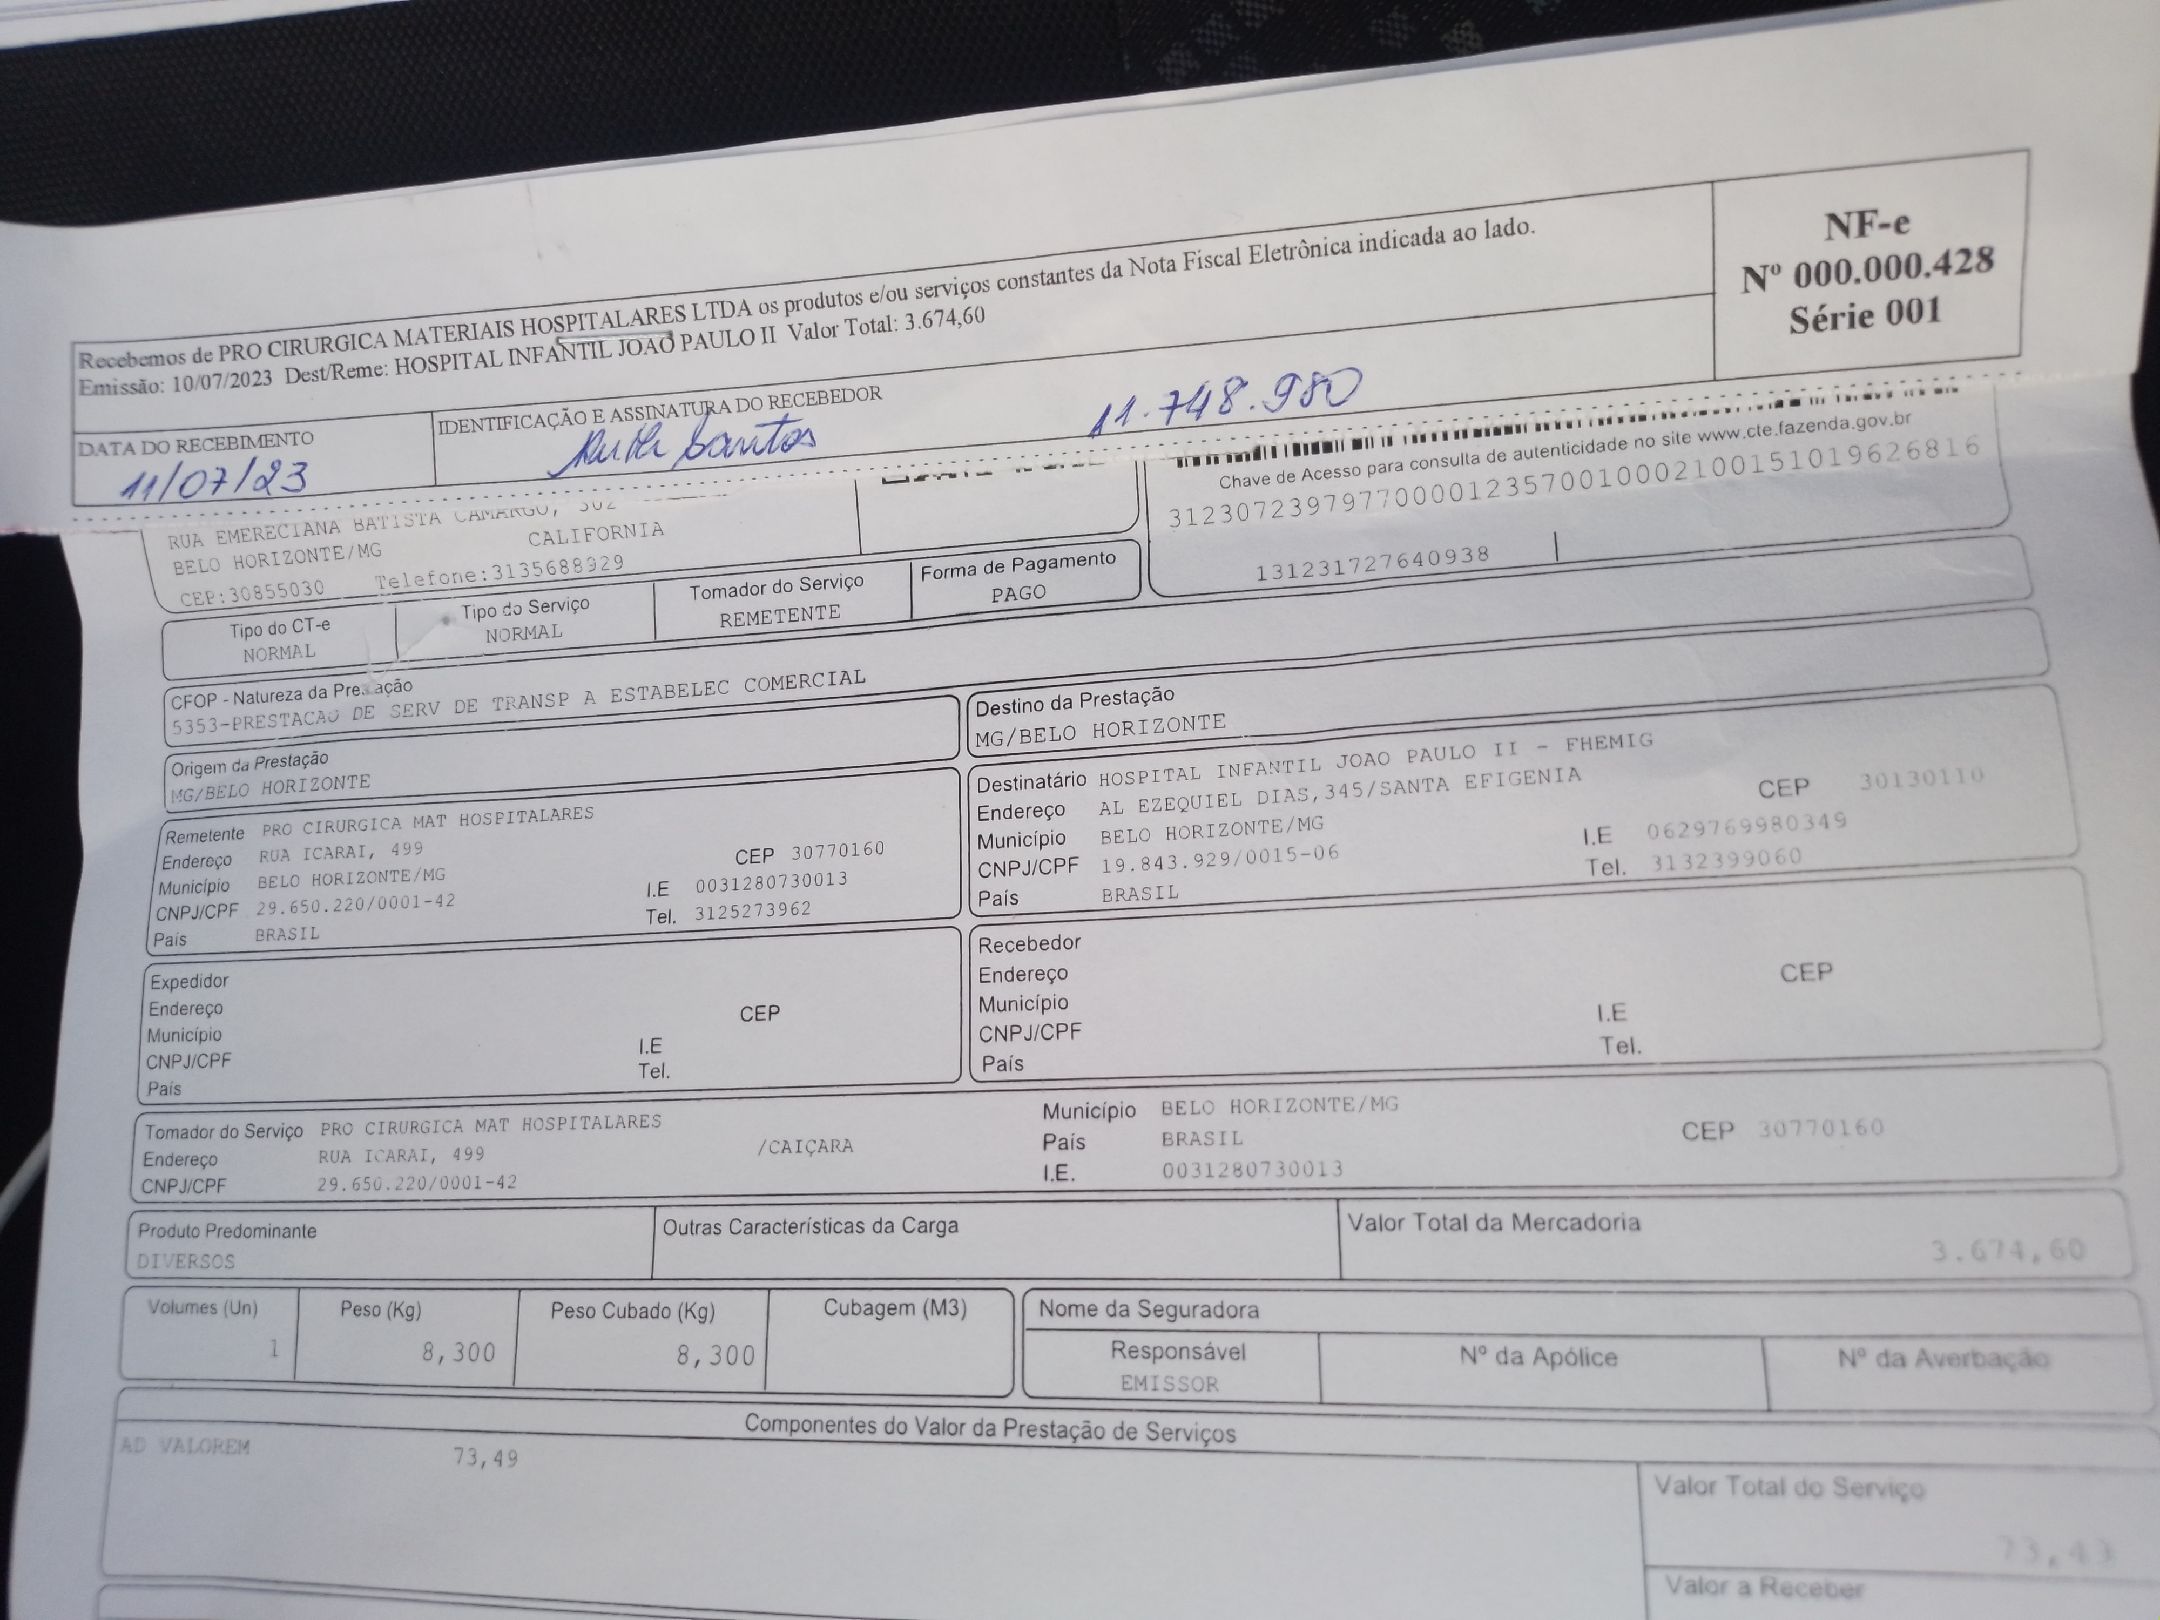 Recebemos de PRO CIRURGICA MATERIAIS HOSPITALARES LTDA os produtos e/ou serviços constantes da Nota Fiscal Eletrônica indicada ao lado.
Emissão: 10/07/2023 Dest/Reme: HOSPITAL INFANTIL JOAO PAULO II Valor Total: 3.674,60
NF-e
Nº 000.000.428
Série 001
DATA DO RECEBIMENTO
11/07/23
IDENTIFICAÇÃO E ASSINATURA DO RECEBEDOR
Ruth Santos 11.748.980
RUA EMERECIANA BATISTA CAMARGO, 302
BELO HORIZONTE/MG CALIFORNIA
CEP:30855030 Telefone:3135688929
Chave de Acesso para consulta de autenticidade no site www.cte.fazenda.gov.br
31230723979770000123570010002100151019626816
131231727640938
Tipo do CT-e
NORMAL
Tipo do Serviço
NORMAL
Tomador do Serviço
REMETENTE
Forma de Pagamento
PAGO
CFOP - Natureza da Prestação
5353-PRESTACAO DE SERV DE TRANSP A ESTABELEC COMERCIAL
Origem da Prestação
MG/BELO HORIZONTE
Destino da Prestação
MG/BELO HORIZONTE
Remetente PRO CIRURGICA MAT HOSPITALARES
Endereço RUA ICARAI, 499 CEP 30770160
Município BELO HORIZONTE/MG I.E 0031280730013
CNPJ/CPF 29.650.220/0001-42 Tel. 3125273962
País BRASIL
Destinatário HOSPITAL INFANTIL JOAO PAULO II - FHEMIG
Endereço AL EZEQUIEL DIAS,345/SANTA EFIGENIA CEP 30130110
Município BELO HORIZONTE/MG I.E 0629769980349
CNPJ/CPF 19.843.929/0015-06 Tel. 3132399060
País BRASIL
Expedidor
Endereço CEP
Município
CNPJ/CPF I.E
País Tel.
Recebedor
Endereço CEP
Município
CNPJ/CPF I.E
País Tel.
Tomador do Serviço PRO CIRURGICA MAT HOSPITALARES Município BELO HORIZONTE/MG
Endereço RUA ICARAI, 499 /CAIÇARA País BRASIL CEP 30770160
CNPJ/CPF 29.650.220/0001-42 I.E. 0031280730013
Produto Predominante
DIVERSOS
Outras Características da Carga
Valor Total da Mercadoria
3.674,60
Volumes (Un)
1
Peso (Kg)
8,300
Peso Cubado (Kg)
8,300
Cubagem (M3)
Nome da Seguradora
Responsável
EMISSOR
Nº da Apólice
Nº da Averbação
Componentes do Valor da Prestação de Serviços
AD VALOREM 73,49
Valor Total do Serviço
Valor a Receber